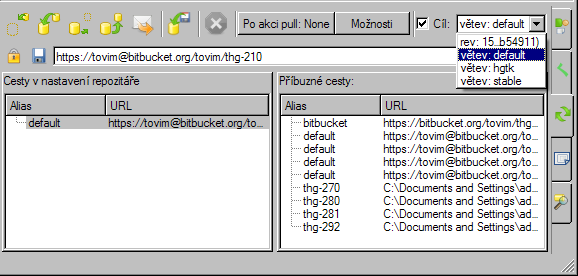 Po akci pull: None Možnosti Cíl: větev: default
rev: 15..b54911)
větev: default
větev: hgtk
větev: stable
https://tovim@bitbucket.org/tovim/thg-210
Cesty v nastavení repozitáře
Alias URL
default https://tovim@bitbucket.org/to...
Příbuzné cesty:
Alias URL
bitbucket https://bitbucket.org/tovim/thg...
default https://tovim@bitbucket.org/to...
default https://tovim@bitbucket.org/to...
default https://tovim@bitbucket.org/to...
default https://tovim@bitbucket.org/to...
thg-270 C:\Documents and Settings\ad...
thg-280 C:\Documents and Settings\ad...
thg-281 C:\Documents and Settings\ad...
thg-292 C:\Documents and Settings\ad...